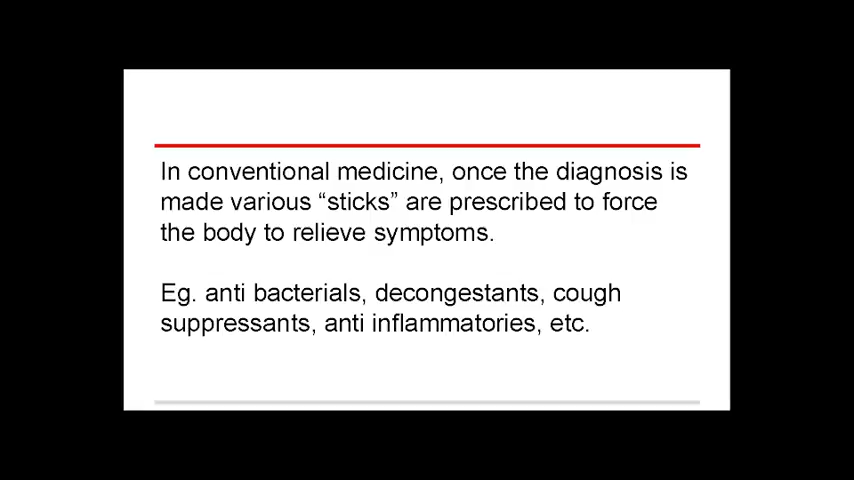 In conventional medicine, once the diagnosis is
made various “sticks” are prescribed to force
the body to relieve symptoms.
Eg. anti bacterials, decongestants, cough
suppressants, anti inflammatories, etc.